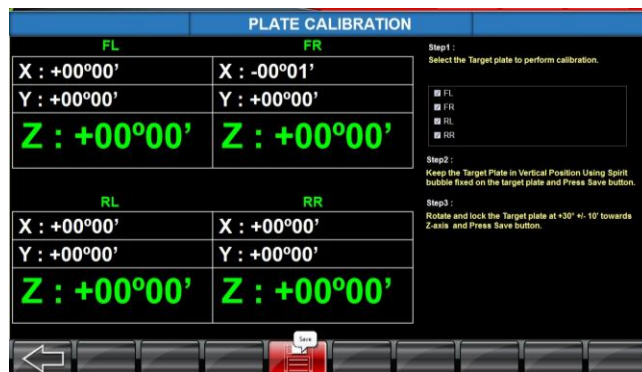 PLATE CALIBRATION
FL
FR
X : +00º00’
X : -00º01’
Y : +00º00’
Y : +00º00’
Z : +00º00’
Z : +00º00’
RL
RR
X : +00º00’
X : +00º00’
Y : +00º00’
Y : +00º00’
Z : +00º00’
Z : +00º00’
Step1 :
Select the Target plate to perform calibration.
FL
FR
RL
RR
Step2 :
Keep the Target Plate in Vertical Position Using Spirit
bubble fixed on the target plate and Press Save button.
Step3 :
Rotate and lock the Target plate at +30° +/- 10' towards
Z-axis and Press Save button.
Save